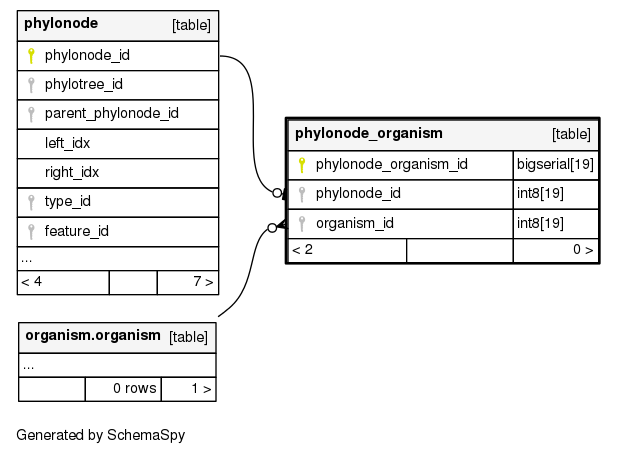 phylonode [table]
phylonode_id
phylotree_id
parent_phylonode_id
left_idx
right_idx
type_id
feature_id
...
< 4 7 >
phylonode_organism [table]
phylonode_organism_id bigserial[19]
phylonode_id int8[19]
organism_id int8[19]
< 2 0 >
organism.organism [table]
...
0 rows 1 >
Generated by SchemaSpy